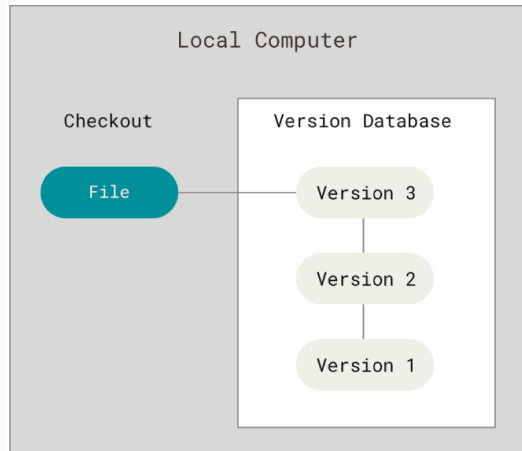 Local Computer
Checkout
Version Database
File
Version 3
Version 2
Version 1